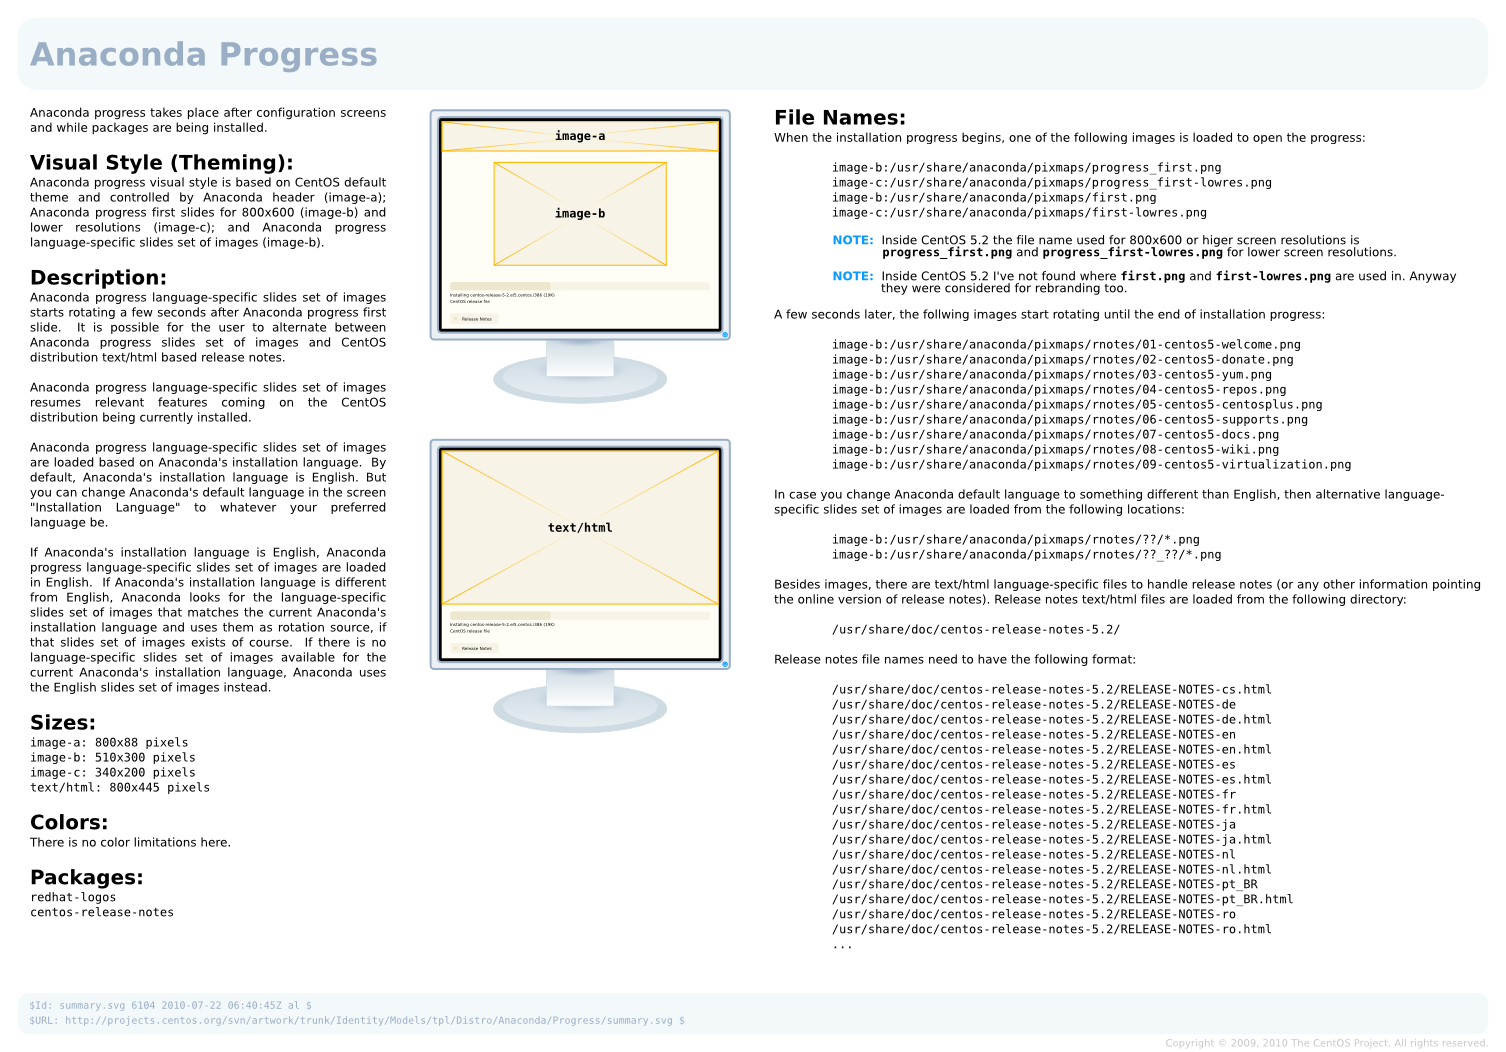 Anaconda Progress
Anaconda progress takes place after configuration screens
and while packages are being installed.
Visual Style (Theming):
Anaconda progress visual style is based on CentOS default
theme and controlled by Anaconda header (image-a);
Anaconda progress first slides for 800x600 (image-b) and
lower resolutions (image-c); and Anaconda progress
language-specific slides set of images (image-b).
Description:
Anaconda progress language-specific slides set of images
starts rotating a few seconds after Anaconda progress first
slide. It is possible for the user to alternate between
Anaconda progress slides set of images and CentOS
distribution text/html based release notes.
Anaconda progress language-specific slides set of images
resumes relevant features coming on the CentOS
distribution being currently installed.
Anaconda progress language-specific slides set of images
are loaded based on Anaconda's installation language. By
default, Anaconda's installation language is English. But
you can change Anaconda's default language in the screen
"Installation Language" to whatever your preferred
language be.
If Anaconda's installation language is English, Anaconda
progress language-specific slides set of images are loaded
in English. If Anaconda's installation language is different
from English, Anaconda looks for the language-specific
slides set of images that matches the current Anaconda's
installation language and uses them as rotation source, if
that slides set of images exists of course. If there is no
language-specific slides set of images available for the
current Anaconda's installation language, Anaconda uses
the English slides set of images instead.
Sizes:
image-a: 800x88 pixels
image-b: 510x300 pixels
image-c: 340x200 pixels
text/html: 800x445 pixels
Colors:
There is no color limitations here.
Packages:
redhat-logos
centos-release-notes
image-a
image-b
Installing centos-release-5-2.el5.centos.i386 (19K)
CentOS release file
Release Notes
text/html
Installing centos-release-5-2.el5.centos.i386 (19K)
CentOS release file
Release Notes
File Names:
When the installation progress begins, one of the following images is loaded to open the progress:
image-b:/usr/share/anaconda/pixmaps/progress_first.png
image-c:/usr/share/anaconda/pixmaps/progress_first-lowres.png
image-b:/usr/share/anaconda/pixmaps/first.png
image-c:/usr/share/anaconda/pixmaps/first-lowres.png
NOTE: Inside CentOS 5.2 the file name used for 800x600 or higer screen resolutions is
progress_first.png and progress_first-lowres.png for lower screen resolutions.
NOTE: Inside CentOS 5.2 I've not found where first.png and first-lowres.png are used in. Anyway
they were considered for rebranding too.
A few seconds later, the follwing images start rotating until the end of installation progress:
image-b:/usr/share/anaconda/pixmaps/rnotes/01-centos5-welcome.png
image-b:/usr/share/anaconda/pixmaps/rnotes/02-centos5-donate.png
image-b:/usr/share/anaconda/pixmaps/rnotes/03-centos5-yum.png
image-b:/usr/share/anaconda/pixmaps/rnotes/04-centos5-repos.png
image-b:/usr/share/anaconda/pixmaps/rnotes/05-centos5-centosplus.png
image-b:/usr/share/anaconda/pixmaps/rnotes/06-centos5-supports.png
image-b:/usr/share/anaconda/pixmaps/rnotes/07-centos5-docs.png
image-b:/usr/share/anaconda/pixmaps/rnotes/08-centos5-wiki.png
image-b:/usr/share/anaconda/pixmaps/rnotes/09-centos5-virtualization.png
In case you change Anaconda default language to something different than English, then alternative language-
specific slides set of images are loaded from the following locations:
image-b:/usr/share/anaconda/pixmaps/rnotes/??/*.png
image-b:/usr/share/anaconda/pixmaps/rnotes/??_??/*.png
Besides images, there are text/html language-specific files to handle release notes (or any other information pointing
the online version of release notes). Release notes text/html files are loaded from the following directory:
/usr/share/doc/centos-release-notes-5.2/
Release notes file names need to have the following format:
/usr/share/doc/centos-release-notes-5.2/RELEASE-NOTES-cs.html
/usr/share/doc/centos-release-notes-5.2/RELEASE-NOTES-de
/usr/share/doc/centos-release-notes-5.2/RELEASE-NOTES-de.html
/usr/share/doc/centos-release-notes-5.2/RELEASE-NOTES-en
/usr/share/doc/centos-release-notes-5.2/RELEASE-NOTES-en.html
/usr/share/doc/centos-release-notes-5.2/RELEASE-NOTES-es
/usr/share/doc/centos-release-notes-5.2/RELEASE-NOTES-es.html
/usr/share/doc/centos-release-notes-5.2/RELEASE-NOTES-fr
/usr/share/doc/centos-release-notes-5.2/RELEASE-NOTES-fr.html
/usr/share/doc/centos-release-notes-5.2/RELEASE-NOTES-ja
/usr/share/doc/centos-release-notes-5.2/RELEASE-NOTES-ja.html
/usr/share/doc/centos-release-notes-5.2/RELEASE-NOTES-nl
/usr/share/doc/centos-release-notes-5.2/RELEASE-NOTES-nl.html
/usr/share/doc/centos-release-notes-5.2/RELEASE-NOTES-pt_BR
/usr/share/doc/centos-release-notes-5.2/RELEASE-NOTES-pt_BR.html
/usr/share/doc/centos-release-notes-5.2/RELEASE-NOTES-ro
/usr/share/doc/centos-release-notes-5.2/RELEASE-NOTES-ro.html
...
$Id: summary.svg 6104 2010-07-22 06:40:45Z al $
$URL: http://projects.centos.org/svn/artwork/trunk/Identity/Models/tpl/Distro/Anaconda/Progress/summary.svg $
Copyright © 2009, 2010 The CentOS Project. All rights reserved.